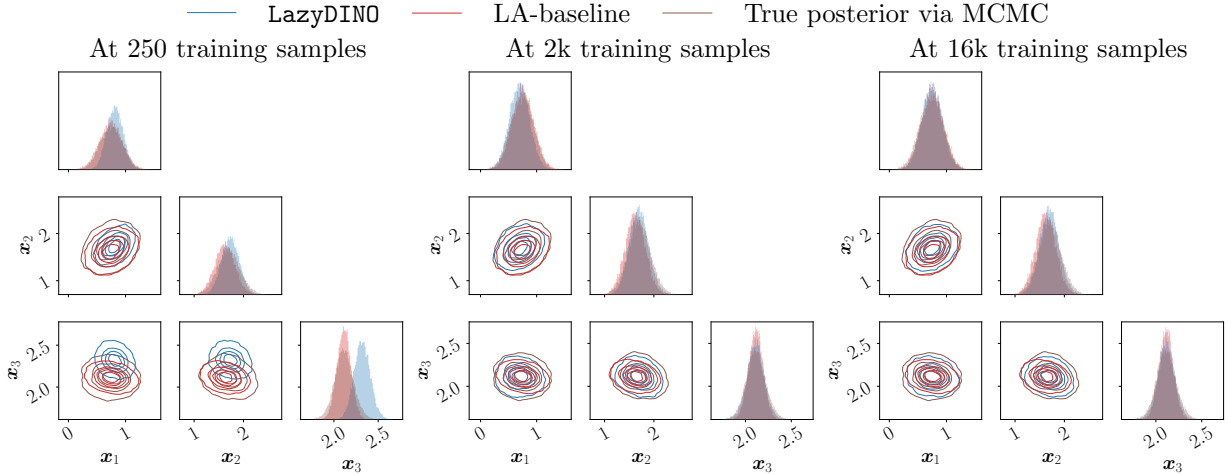 LazyDINO LA-baseline True posterior via MCMC
At 250 training samples At 2k training samples At 16k training samples
x2 2 1 2 1 2 1
x3 2.5 2.0 x3 2.5 2.0 x3 2.5 2.0
0 1 1 2 2.0 2.5 0 1 1 2 2.0 2.5 0 1 1 2 2.0 2.5
x1 x2 x3 x1 x2 x3 x1 x2 x3